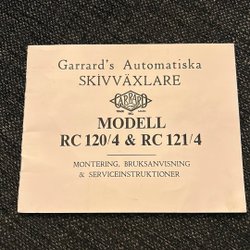 Garrard's Automatiska
SKIVVÄXLARE
GARRARD
MODELL
RC 120/4 & RC 121/4
MONTERING, BRUKSANVISNING
& SERVICEINSTRUKTIONER